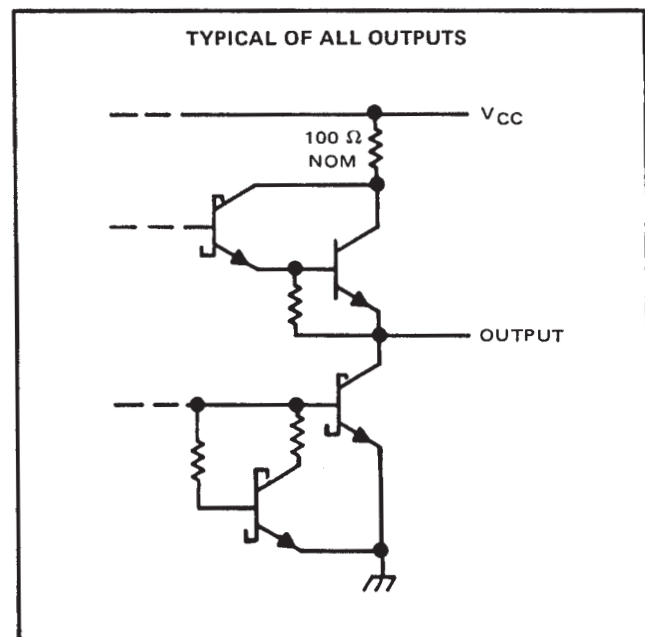 TYPICAL OF ALL OUTPUTS
V_CC
100 Ω
NOM
OUTPUT